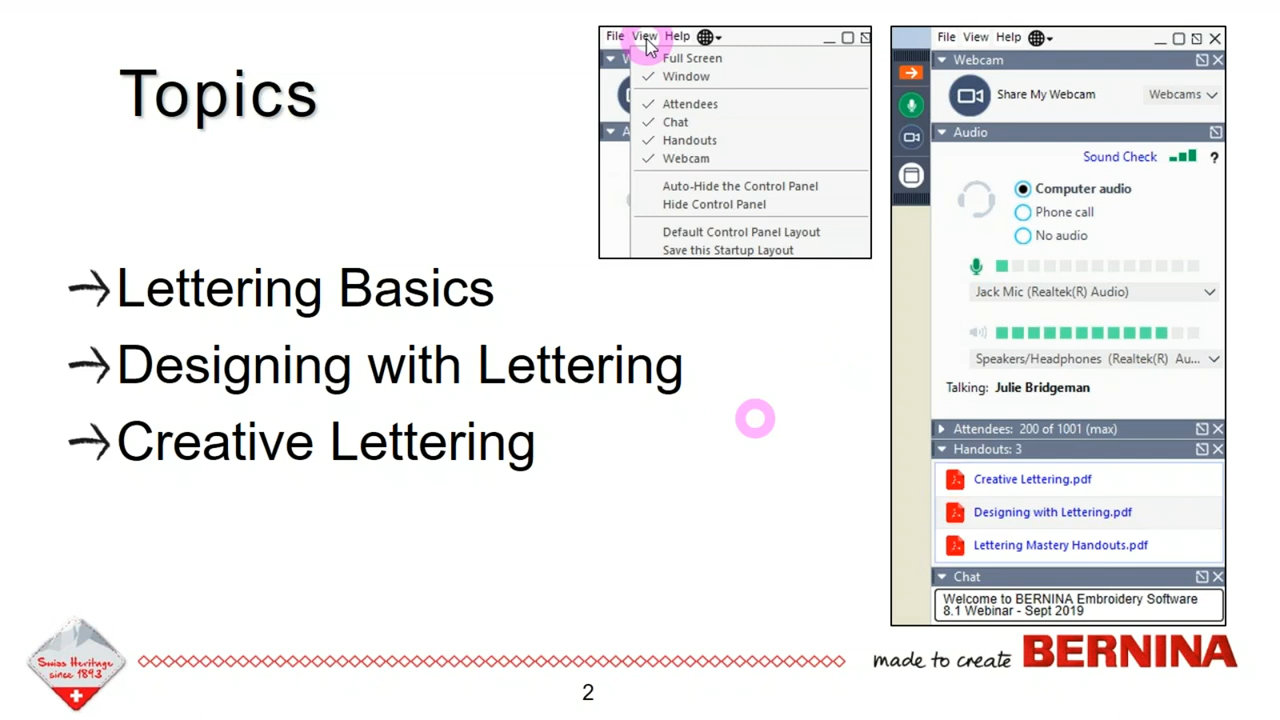 Topics
→Lettering Basics
→Designing with Lettering
→Creative Lettering
File View Help
Full Screen
Window
Attendees
Chat
Handouts
Webcam
Auto-Hide the Control Panel
Hide Control Panel
Default Control Panel Layout
Save this Startup Layout
File View Help
Webcam
Share My Webcam Webcams
Audio
Sound Check ?
Computer audio
Phone call
No audio
Jack Mic (Realtek(R) Audio)
Speakers/Headphones (Realtek(R) Au...
Talking: Julie Bridgeman
Attendees: 200 of 1001 (max)
Handouts: 3
Creative Lettering.pdf
Designing with Lettering.pdf
Lettering Mastery Handouts.pdf
Chat
Welcome to BERNINA Embroidery Software
8.1 Webinar - Sept 2019
Swiss Heritage
since 1893
made to create BERNINA
2